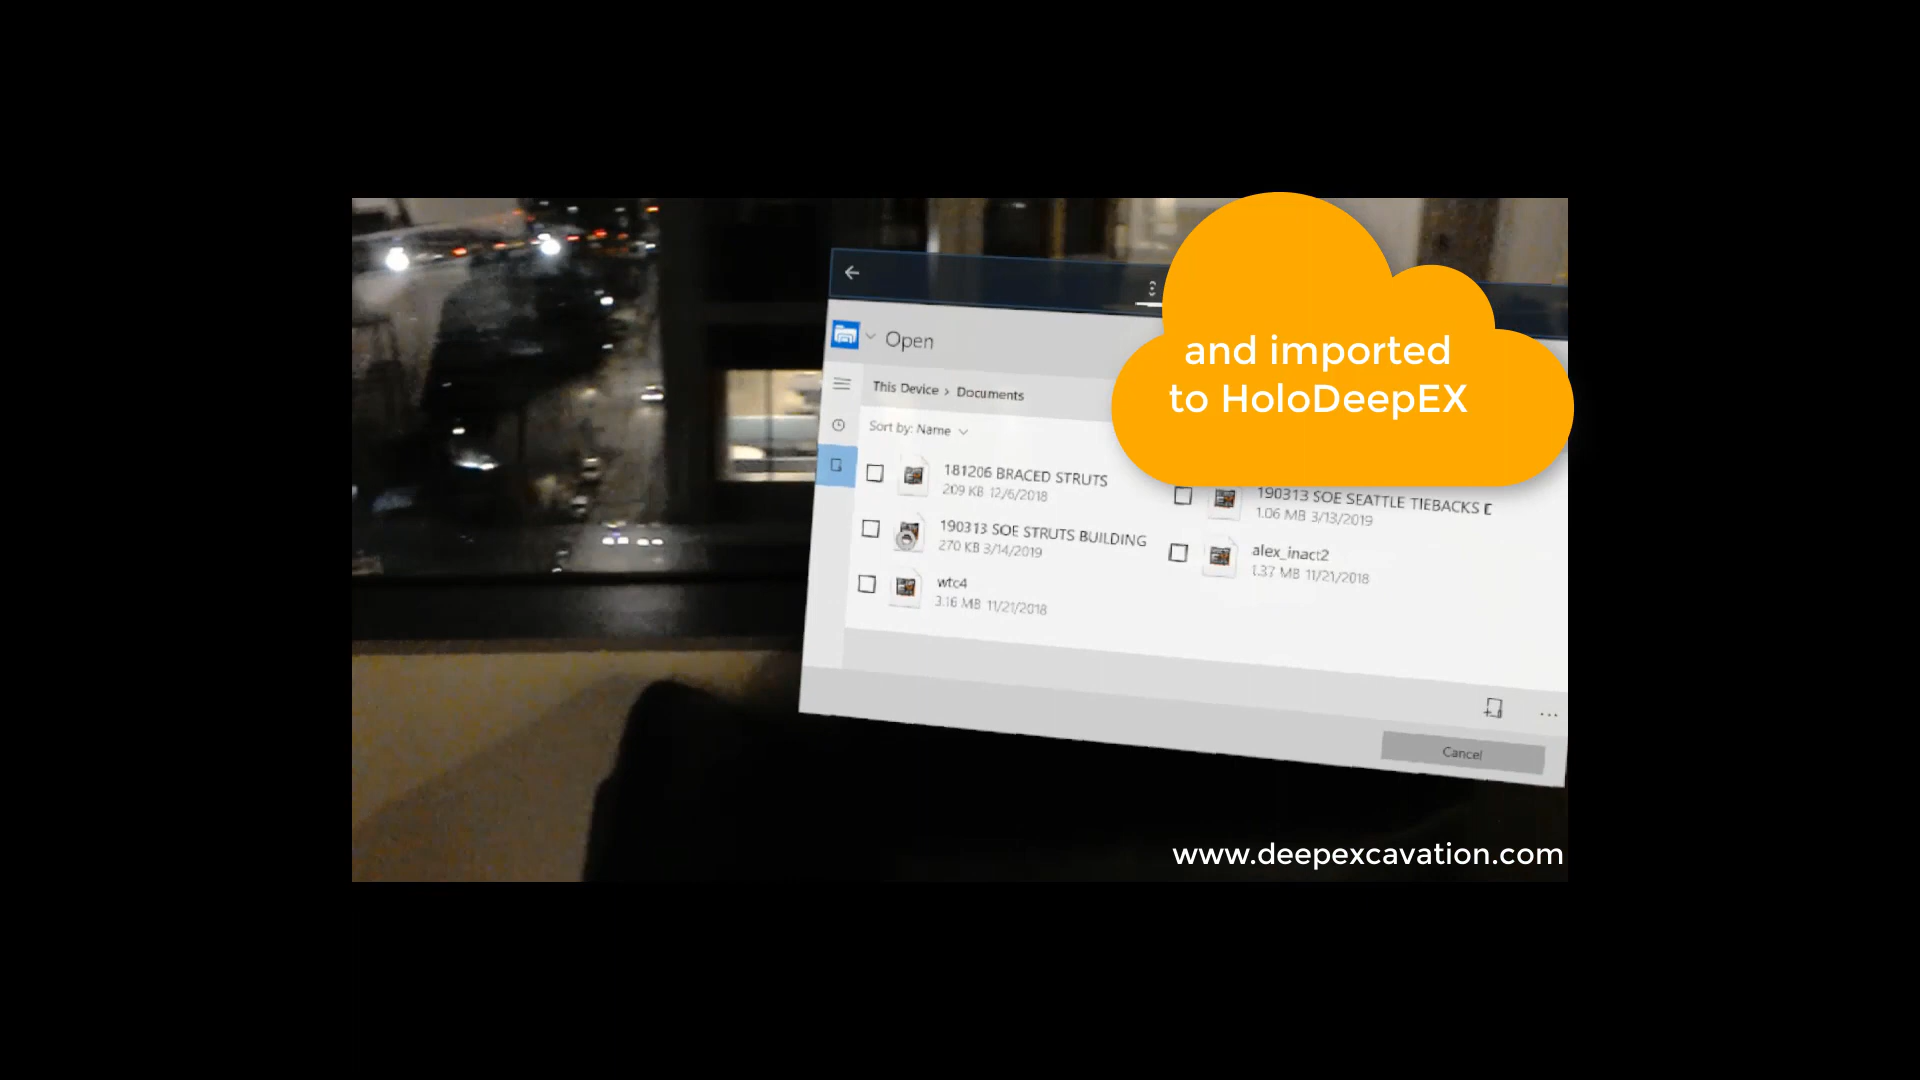 and imported
to HoloDeepEX
Open
This Device > Documents
Sort by: Name
181206 BRACED STRUTS
209 KB 12/6/2018
190313 SOE SEATTLE TIEBACKS
1.06 MB 3/13/2019
190313 SOE STRUTS BUILDING
270 KB 3/14/2019
alex_inact2
1.37 MB 11/21/2018
wtc4
3.16 MB 11/21/2018
...
Cancel
www.deepexcavation.com